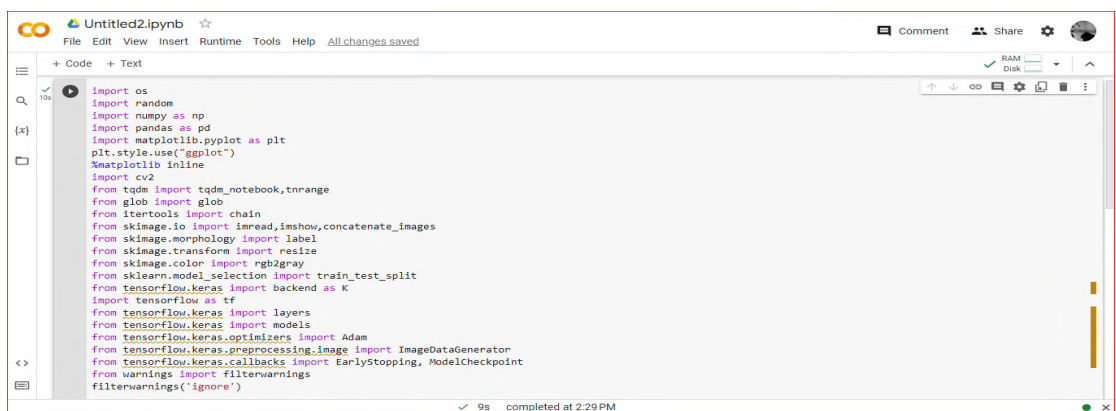 Untitled2.ipynb
File Edit View Insert Runtime Tools Help All changes saved
Comment Share
+ Code + Text
RAM
Disk
{x}
10s
import os
import random
import numpy as np
import pandas as pd
import matplotlib.pyplot as plt
plt.style.use("ggplot")
%matplotlib inline
import cv2
from tqdm import tqdm_notebook,tnrange
from glob import glob
from itertools import chain
from skimage.io import imread,imshow,concatenate_images
from skimage.morphology import label
from skimage.transform import resize
from skimage.color import rgb2gray
from sklearn.model_selection import train_test_split
from tensorflow.keras import backend as K
import tensorflow as tf
from tensorflow.keras import layers
from tensorflow.keras import models
from tensorflow.keras.optimizers import Adam
from tensorflow.keras.preprocessing.image import ImageDataGenerator
from tensorflow.keras.callbacks import EarlyStopping, ModelCheckpoint
from warnings import filterwarnings
filterwarnings('ignore')
9s completed at 2:29 PM